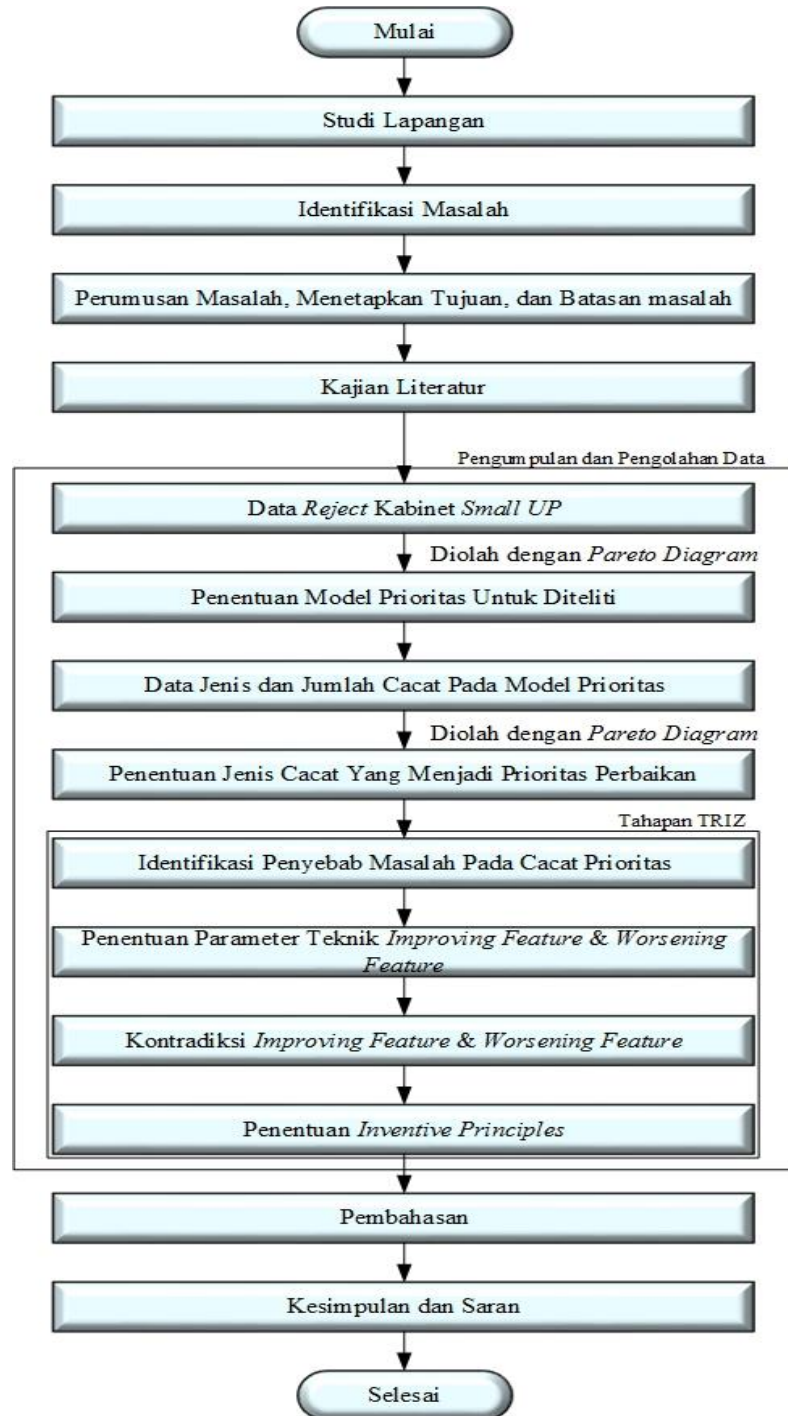 Mulai
Studi Lapangan
Identifikasi Masalah
Perumusan Masalah, Menetapkan Tujuan, dan Batasan masalah
Kajian Literatur
Pengumpulan dan Pengolahan Data
Data Reject Kabinet Small UP
Diolah dengan Pareto Diagram
Penentuan Model Prioritas Untuk Diteliti
Data Jenis dan Jumlah Cacat Pada Model Prioritas
Diolah dengan Pareto Diagram
Penentuan Jenis Cacat Yang Menjadi Prioritas Perbaikan
Tahapan TRIZ
Identifikasi Penyebab Masalah Pada Cacat Prioritas
Penentuan Parameter Teknik Improving Feature & Worsening
Feature
Kontradiksi Improving Feature & Worsening Feature
Penentuan Inventive Principles
Pembahasan
Kesimpulan dan Saran
Selesai